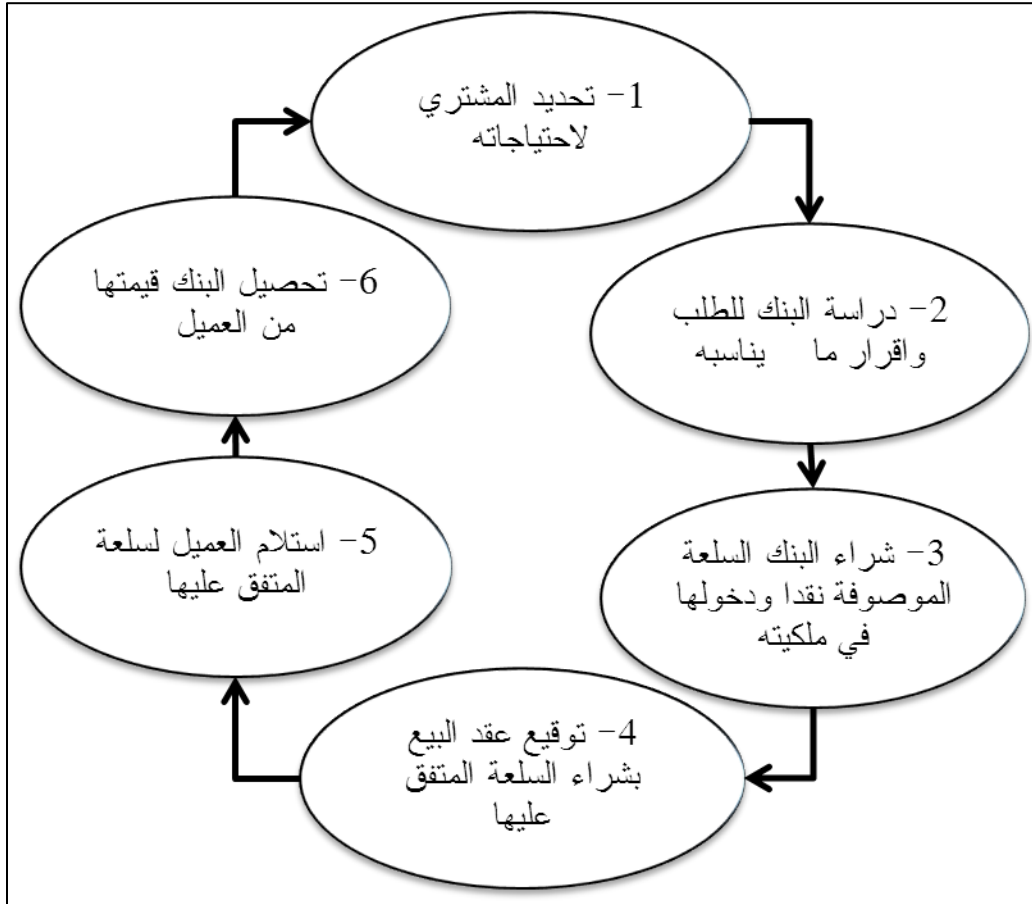 1- تحديد المشتري
لاحتياجاته
2- دراسة البنك للطلب
واقرار ما يناسبه
3- شراء البنك السلعة
الموصوفة نقدا ودخولها
في ملكيته
4- توقيع عقد البيع
بشراء السلعة المتفق
عليها
5- استلام العميل لسلعة
المتفق عليها
6- تحصيل البنك قيمتها
من العميل